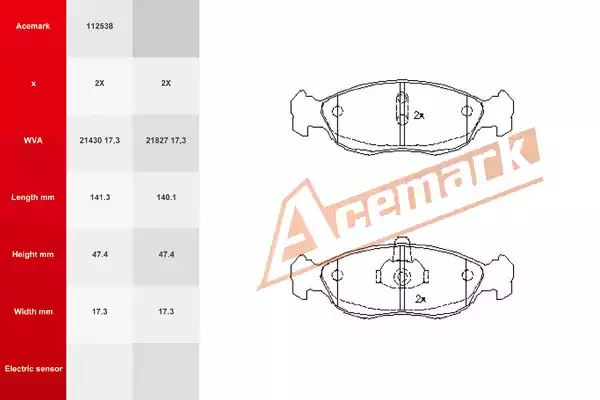 Acemark 112538
x 2X 2X
WVA 21430 17,3 21827 17,3
Length mm 141.3 140.1
Height mm 47.4 47.4
Width mm 17.3 17.3
Electric sensor
2x
Acemark
2x